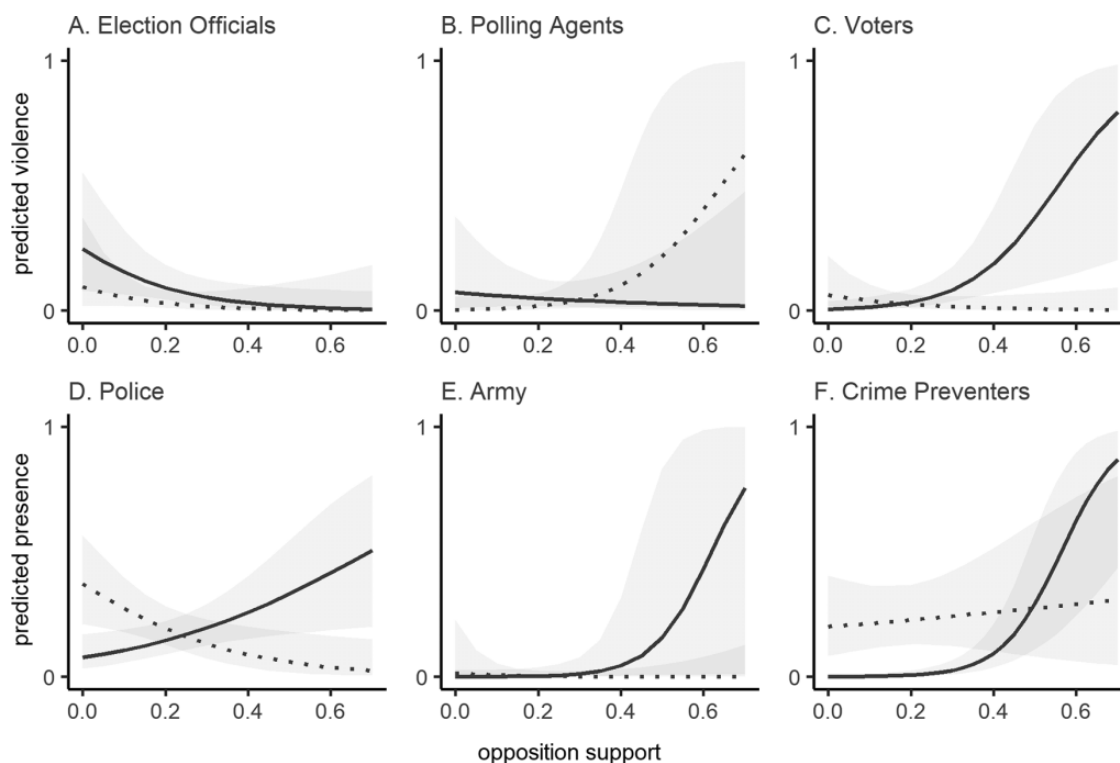 A. Election Officials
B. Polling Agents
C. Voters
predicted violence
1
0
0.0 0.2 0.4 0.6
1
0
0.0 0.2 0.4 0.6
1
0
0.0 0.2 0.4 0.6
D. Police
E. Army
F. Crime Preventers
predicted presence
1
0
0.0 0.2 0.4 0.6
1
0
0.0 0.2 0.4 0.6
1
0
0.0 0.2 0.4 0.6
opposition support